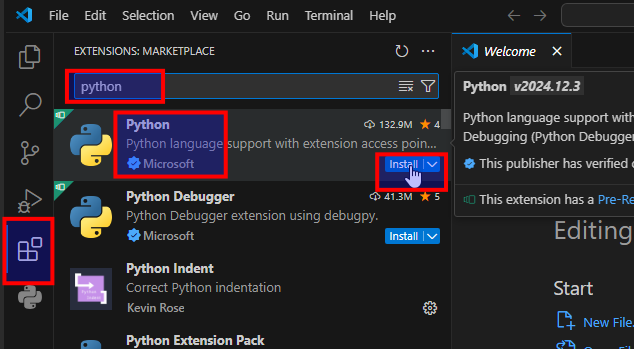 File Edit Selection View Go Run Terminal Help
EXTENSIONS: MARKETPLACE
python
Python
132.9M 4
Python language support with extension access poin...
Microsoft
Install
Python Debugger
41.3M 5
Python Debugger extension using debugpy.
Microsoft
Install
Python Indent
Correct Python indentation
Kevin Rose
Python Extension Pack
Welcome
Python v2024.12.3
Python language support with
Debugging (Python Debugger
This publisher has verified
This extension has a Pre-Re
Editing
Start
New File.